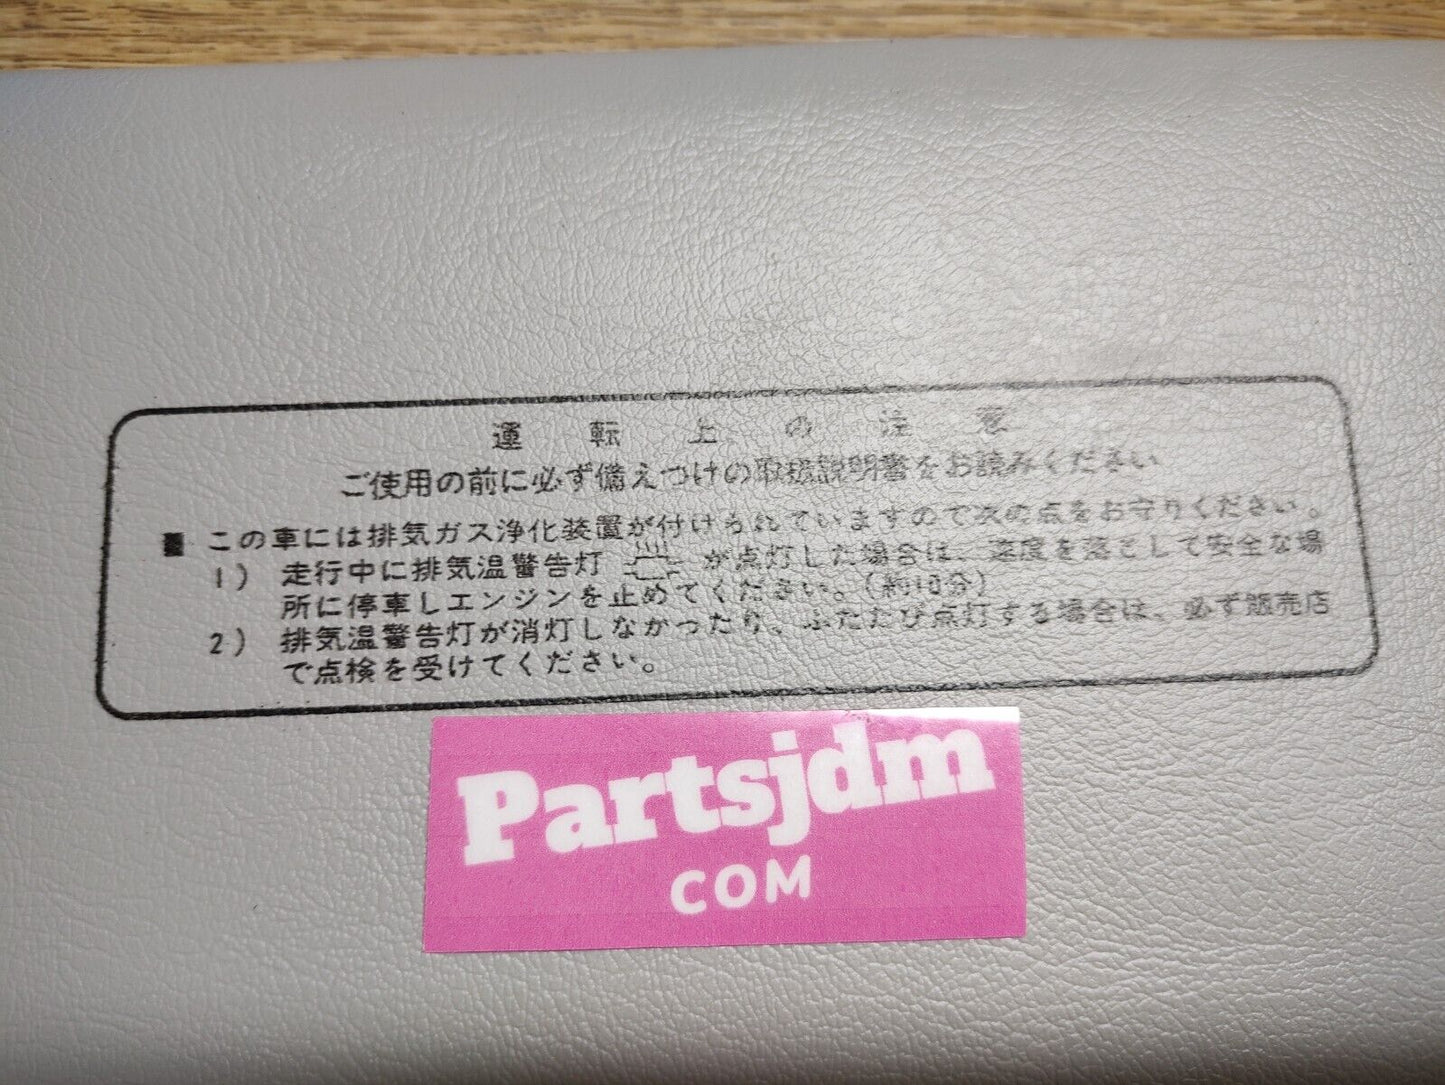 運転上の注意
ご使用の前に必ず備えつけの取扱説明書をお読みください
■ この車には排気ガス浄化装置が付けられていますので次の点をお守りください。
1) 走行中に排気温警告灯 が点灯した場合は、速度を落として安全な場
所に停車しエンジンを止めてください。(約10分)
2) 排気温警告灯が消灯しなかったり、ふたたび点灯する場合は、必ず販売店
で点検を受けてください。
Partsjdm
COM